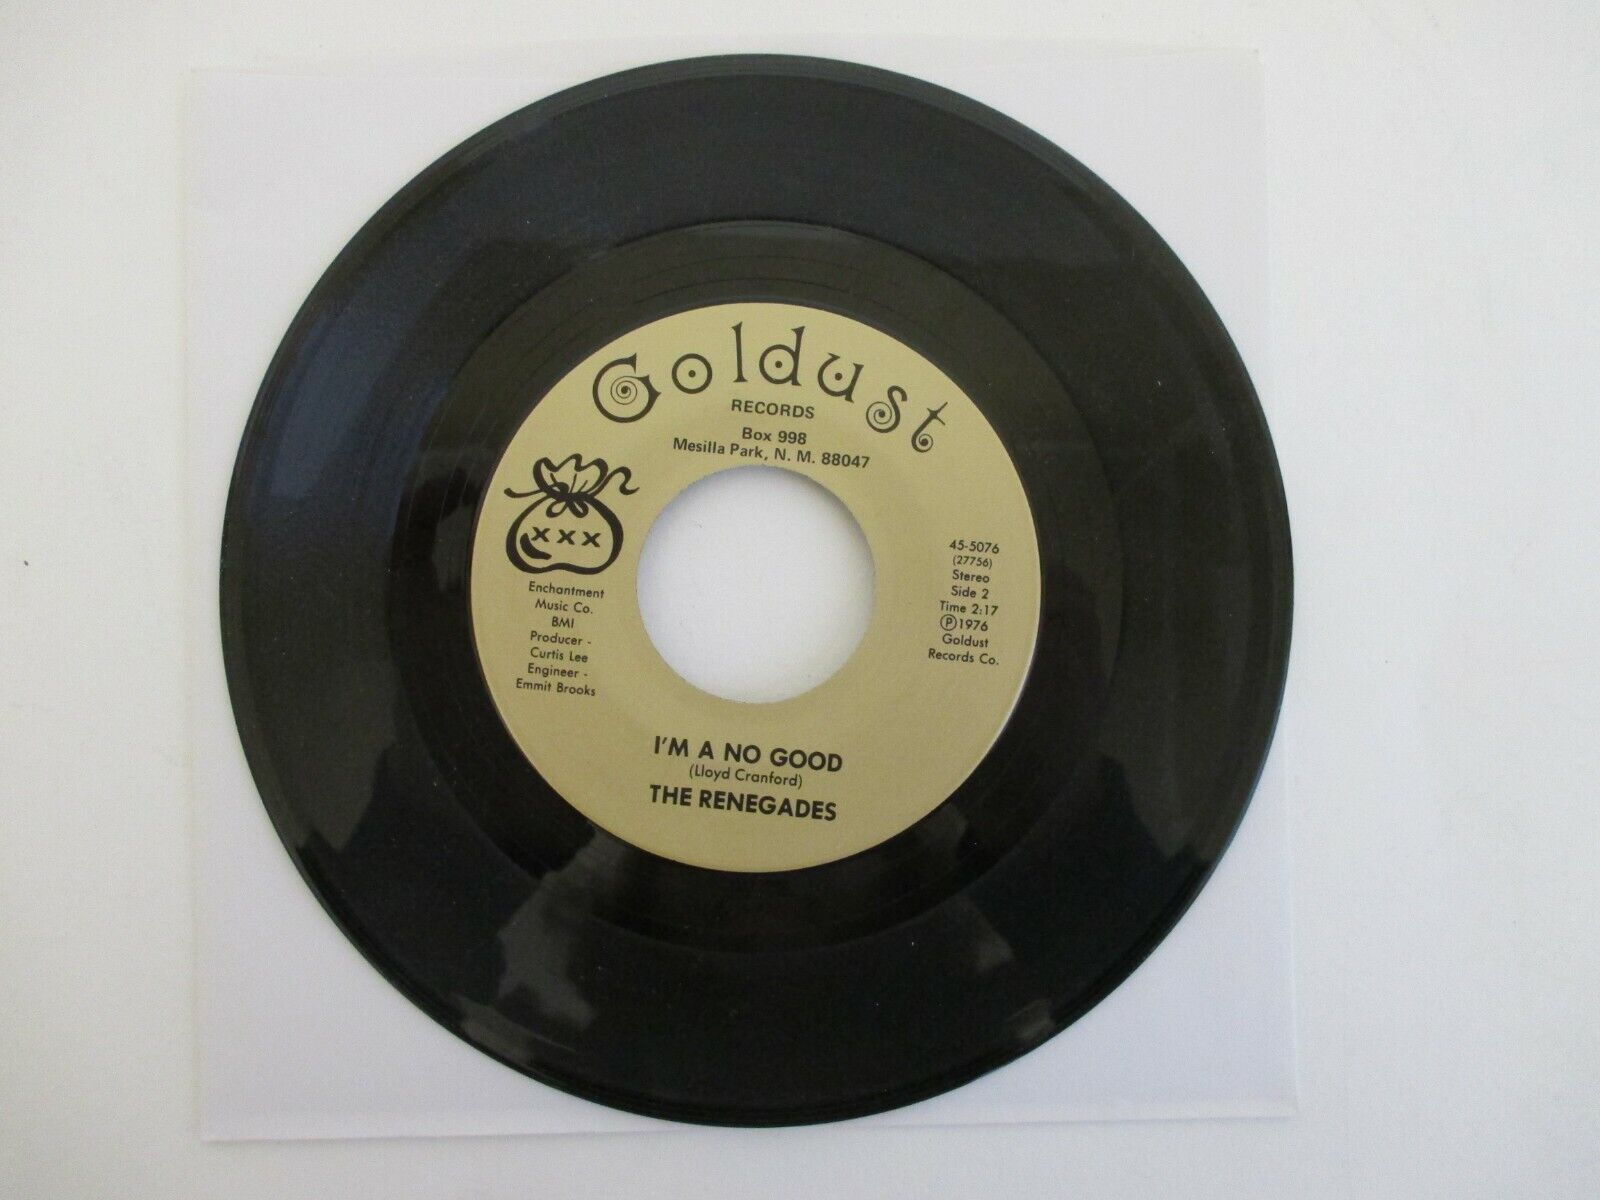 Goldust
RECORDS
Box 998
Mesilla Park, N. M. 88047
XXX
Enchantment
Music Co.
BMI
Producer -
Curtis Lee
Engineer -
Emmit Brooks
45-5076
(27756)
Stereo
Side 2
Time 2:17
Ⓟ1976
Goldust
Records Co.
I'M A NO GOOD
(Lloyd Cranford)
THE RENEGADES